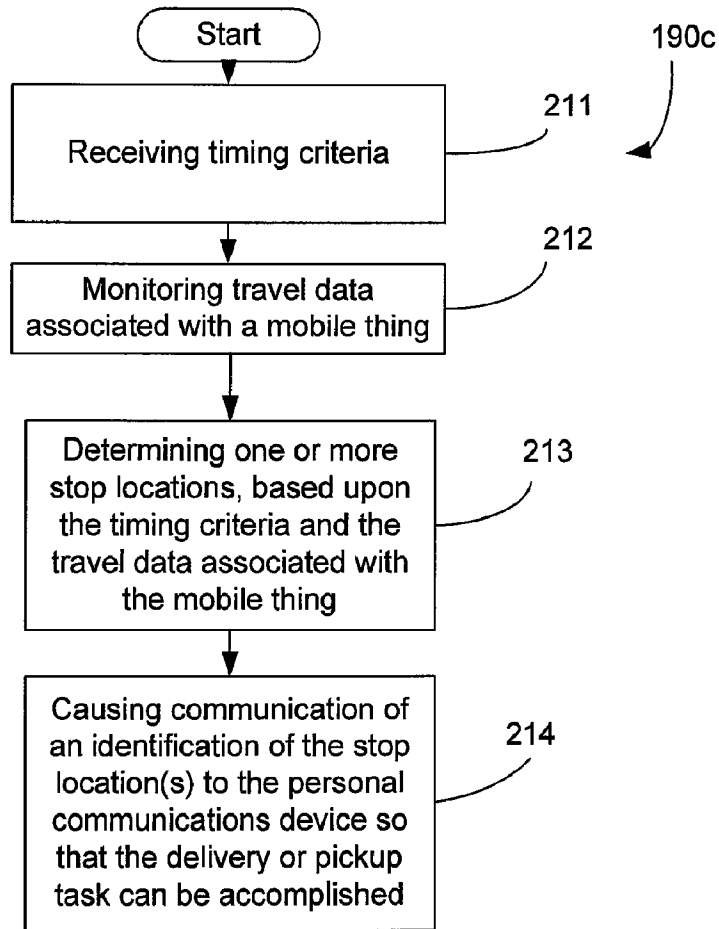 Start
190c
Receiving timing criteria
211
212
Monitoring travel data
associated with a mobile thing
Determining one or more
stop locations, based upon
the timing criteria and the
travel data associated with
the mobile thing
213
Causing communication of
an identification of the stop
location(s) to the personal
communications device so
that the delivery or pickup
task can be accomplished
214